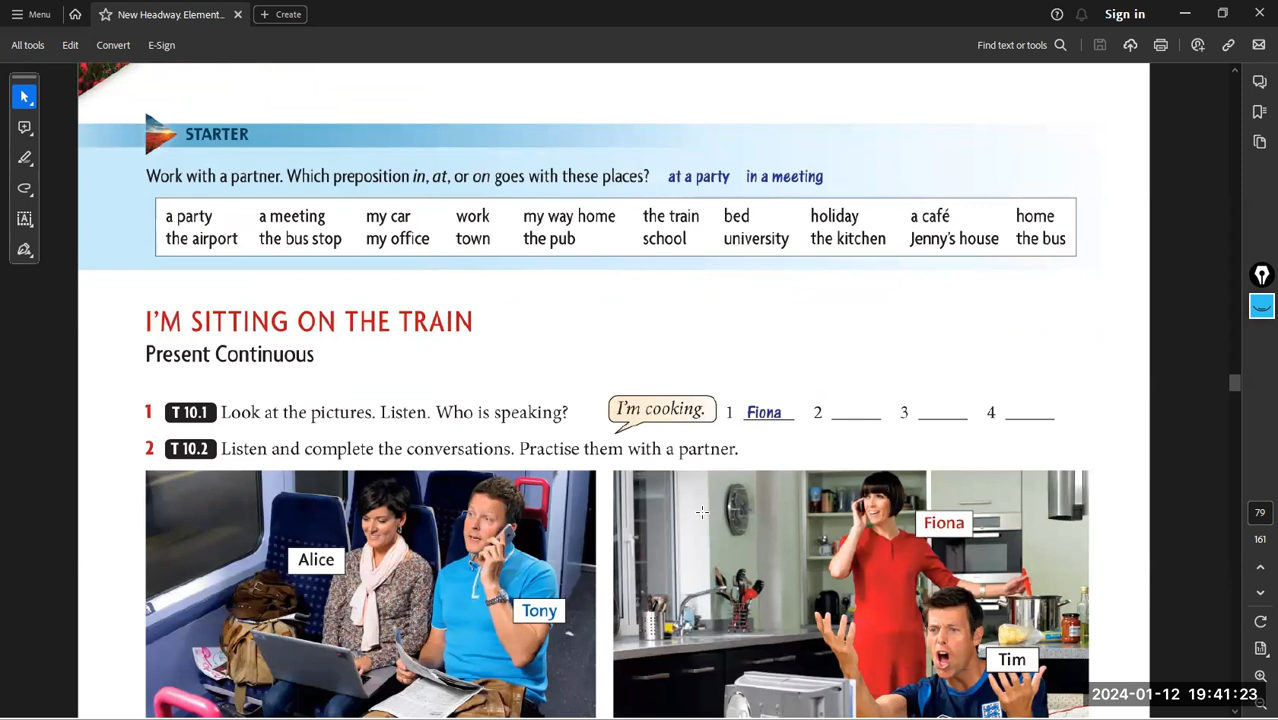 Menu
New Headway. Element...
Create
Sign in
All tools
Edit
Convert
E-Sign
Find text or tools
STARTER
Work with a partner. Which preposition in, at, or on goes with these places? at a party in a meeting
a party a meeting my car work my way home the train bed holiday a café home
the airport the bus stop my office town the pub school university the kitchen Jenny's house the bus
I'M SITTING ON THE TRAIN
Present Continuous
1 T 10.1 Look at the pictures. Listen. Who is speaking? I'm cooking. 1 Fiona 2 ______ 3 ______ 4 ______
2 T 10.2 Listen and complete the conversations. Practise them with a partner.
Alice
Tony
Fiona
Tim
79
161
2024-01-12 19:41:23